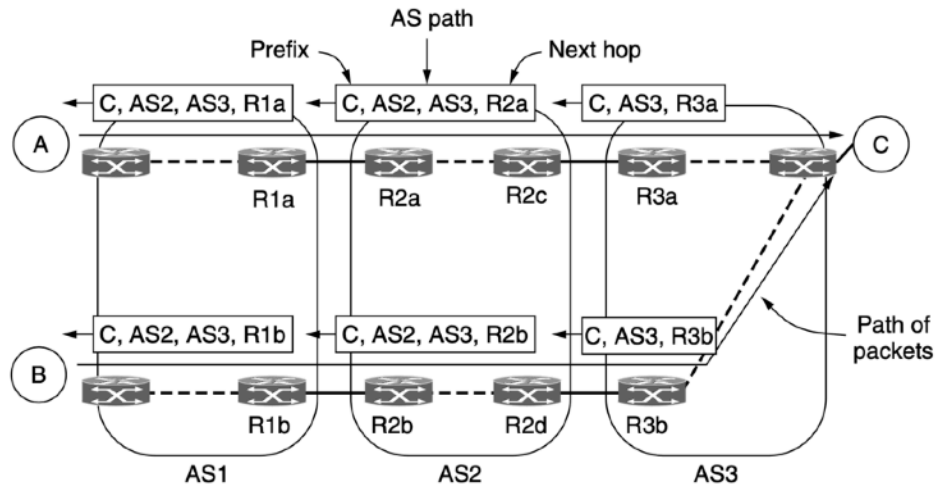 AS path
Prefix
Next hop
C, AS2, AS3, R1a
C, AS2, AS3, R2a
C, AS3, R3a
A
C
R1a
R2a
R2c
R3a
C, AS2, AS3, R1b
C, AS2, AS3, R2b
C, AS3, R3b
Path of
packets
B
R1b
R2b
R2d
R3b
AS1
AS2
AS3